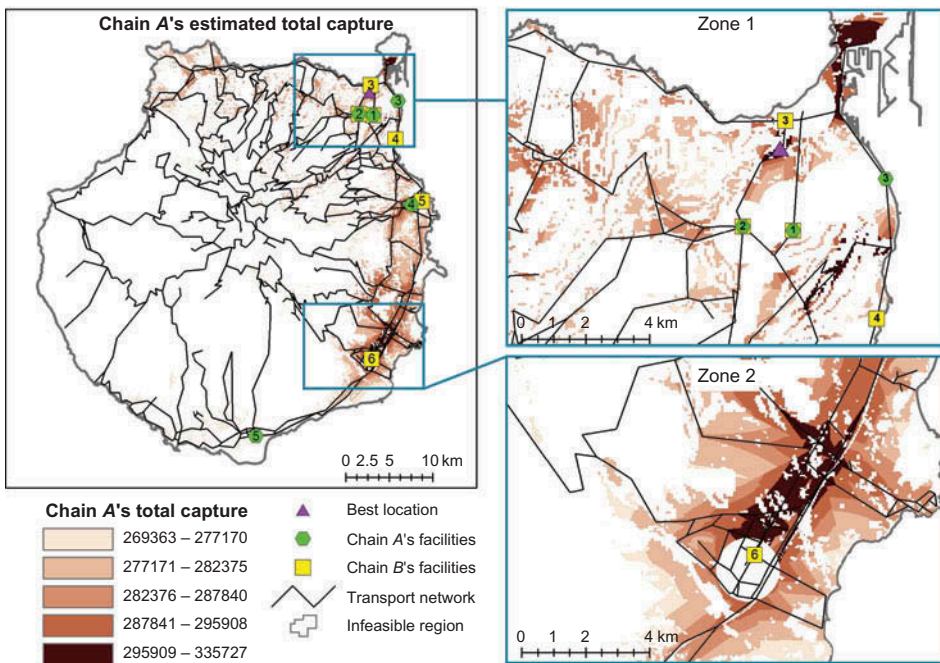 Chain A's estimated total capture
3
3
2
1
4
4
5
6
5
0 2.5 5 10 km
Zone 1
3
3
2
1
4
0 1 2 4 km
Zone 2
6
0 1 2 4 km
Chain A's total capture
269363 – 277170
277171 – 282375
282376 – 287840
287841 – 295908
295909 – 335727
Best location
Chain A's facilities
Chain B's facilities
Transport network
Infeasible region